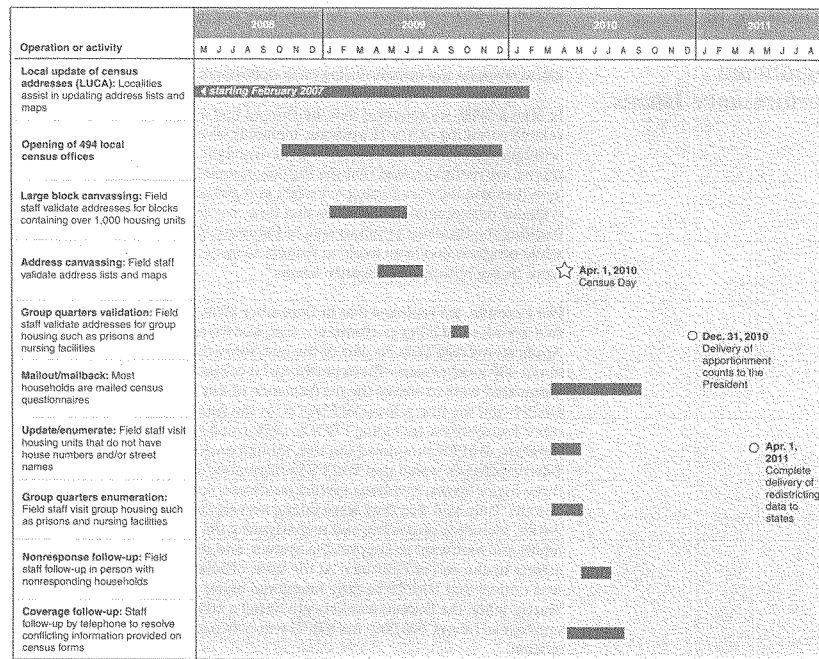 2008 2009 2010 2011
Operation or activity
M J J A S O N D J F M A M J J A S O N D J F M A M J J A S O N D J F M A M J J A
Local update of census
addresses (LUCA): Localities
assist in updating address lists and
maps
starting February 2007
Opening of 494 local
census offices
Large block canvassing: Field
staff validate addresses for blocks
containing over 1,000 housing units
Address canvassing: Field staff
validate address lists and maps
Apr. 1, 2010
Census Day
Group quarters validation: Field
staff validate addresses for group
housing such as prisons and
nursing facilities
Dec. 31, 2010
Delivery of
apportionment
counts to the
President
Mailout/mailback: Most
households are mailed census
questionnaires
Update/enumerate: Field staff visit
housing units that do not have
house numbers and/or street
names
Apr. 1,
2011
Complete
delivery of
redistricting
data to
states
Group quarters enumeration:
Field staff visit group housing such
as prisons and nursing facilities
Nonresponse follow-up: Field
staff follow-up in person with
nonresponding households
Coverage follow-up: Staff
follow-up by telephone to resolve
conflicting information provided on
census forms